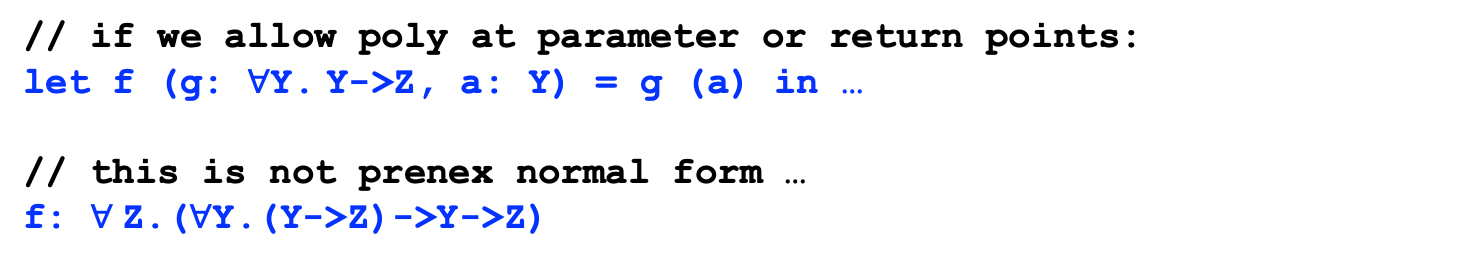 // if we allow poly at parameter or return points:
let f (g: ∀Y. Y->Z, a: Y) = g (a) in …
// this is not prenex normal form …
f: ∀ Z.(∀Y.(Y->Z)->Y->Z)